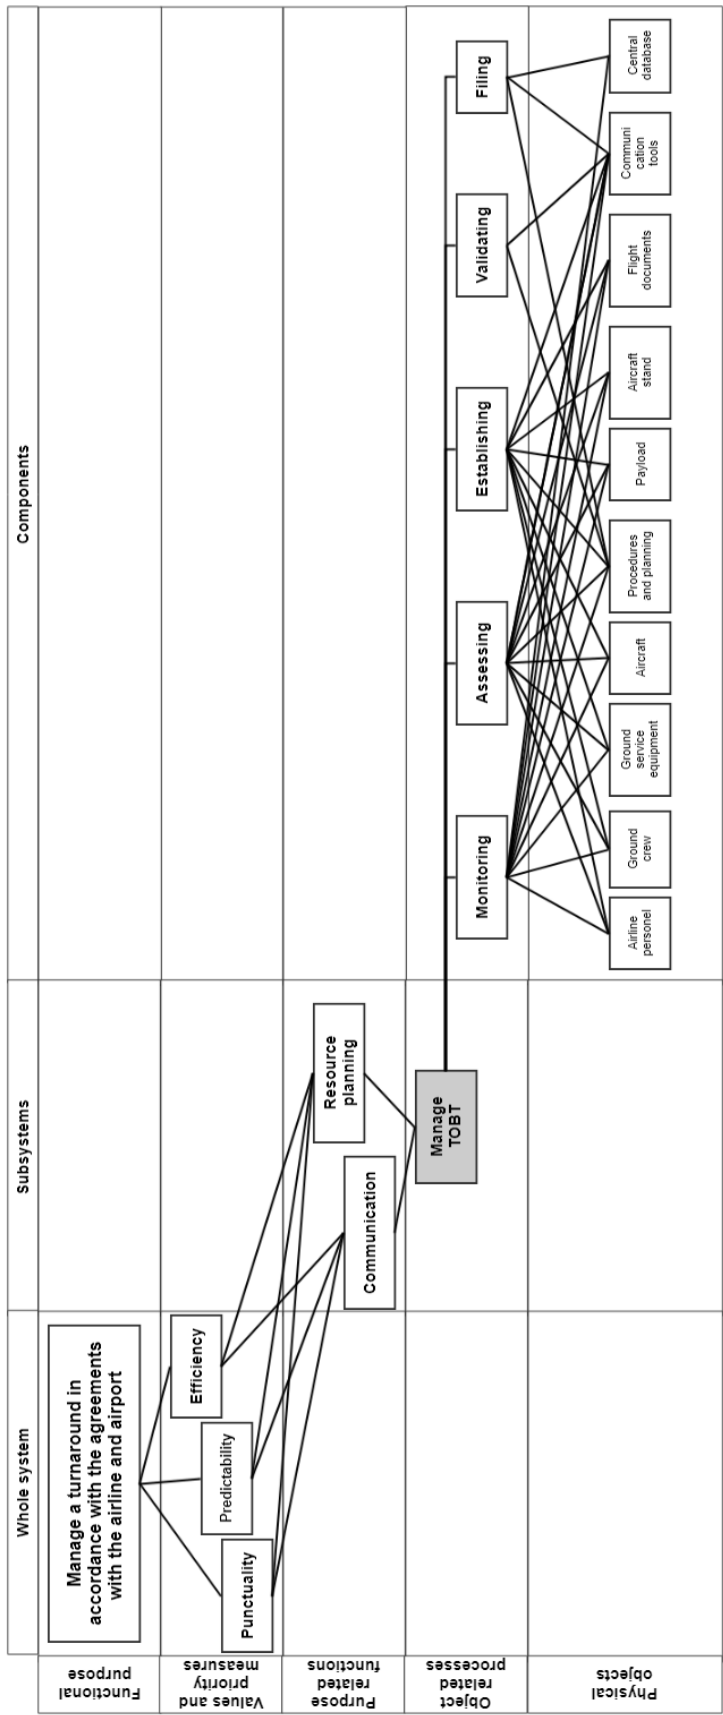 Whole system
Subsystems
Components
Functional
purpose
Manage a turnaround in
accordance with the agreements
with the airline and airport
Values and
priority
measures
Punctuality
Predictability
Efficiency
Purpose
related
functions
Communication
Resource
planning
Object
related
processes
Manage
TOBT
Monitoring
Assessing
Establishing
Validating
Filing
Physical
objects
Airline
personel
Ground
crew
Ground
service
equipment
Aircraft
Procedures
and planning
Payload
Aircraft
stand
Flight
documents
Communi
cation
tools
Central
database